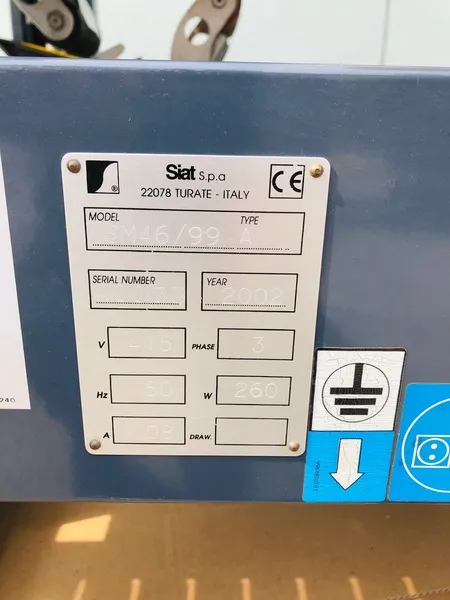 Siat S.p.a
22078 TURATE - ITALY
CE
MODEL TYPE
SM46/99 A
SERIAL NUMBER YEAR
2002
V 415 PHASE 3
Hz 50 W 260
A DRAW.
240